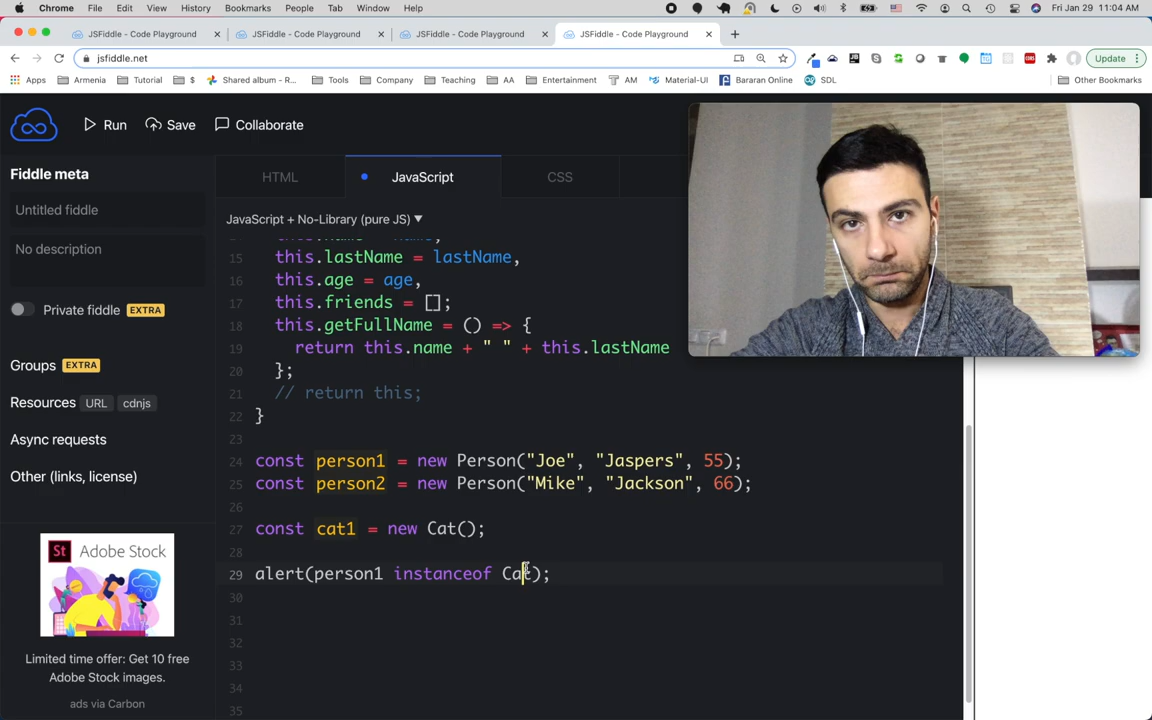 Chrome File Edit View History Bookmarks People Tab Window Help Fri Jan 29 11:04 AM
JSFiddle - Code Playground JSFiddle - Code Playground JSFiddle - Code Playground JSFiddle - Code Playground
jsfiddle.net Update
Apps Armenia Tutorial $ Shared album - R... Tools Company Teaching AA Entertainment AM Material-UI Bararan Online SDL Other Bookmarks
Run Save Collaborate
Fiddle meta
Untitled fiddle
No description
Private fiddle EXTRA
Groups EXTRA
Resources URL cdnjs
Async requests
Other (links, license)
St Adobe Stock
Limited time offer: Get 10 free
Adobe Stock images.
ads via Carbon
HTML JavaScript CSS
JavaScript + No-Library (pure JS) ▼
15 this.lastName = lastName,
16 this.age = age,
17 this.friends = [];
18 this.getFullName = () => {
19 return this.name + " " + this.lastName
20 };
21 // return this;
22 }
23
24 const person1 = new Person("Joe", "Jaspers", 55);
25 const person2 = new Person("Mike", "Jackson", 66);
26
27 const cat1 = new Cat();
28
29 alert(person1 instanceof Cat);
30
31
32
33
34
35